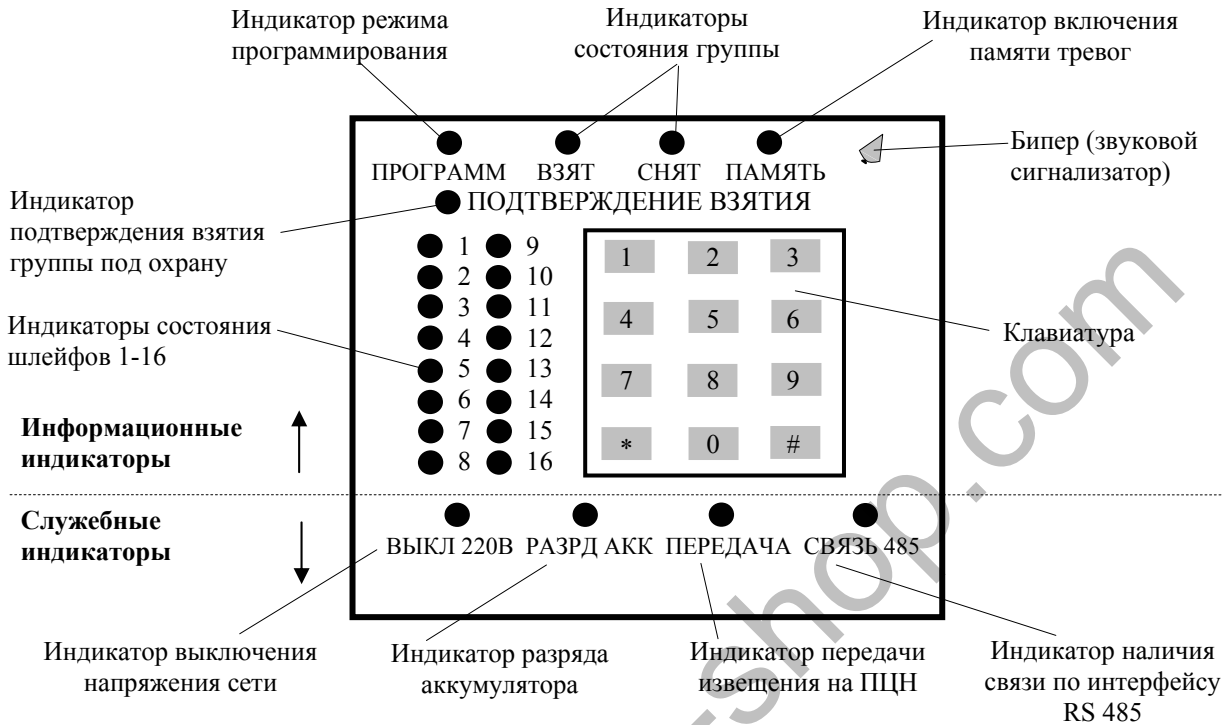 Индикатор режима
программирования
Индикаторы
состояния группы
Индикатор включения
памяти тревог
Бипер (звуковой
сигнализатор)
ПРОГРАММ ВЗЯТ СНЯТ ПАМЯТЬ
ПОДТВЕРЖДЕНИЕ ВЗЯТИЯ
Индикатор
подтверждения взятия
группы под охрану
Индикаторы состояния
шлейфов 1-16
1 9
2 10
3 11
4 12
5 13
6 14
7 15
8 16
1 2 3
4 5 6
7 8 9
* 0 #
Клавиатура
Информационные
индикаторы
Служебные
индикаторы
ВЫКЛ 220В РАЗРД АКК ПЕРЕДАЧА СВЯЗЬ 485
Индикатор выключения
напряжения сети
Индикатор разряда
аккумулятора
Индикатор передачи
извещения на ПЦН
Индикатор наличия
связи по интерфейсу
RS 485
shop.com